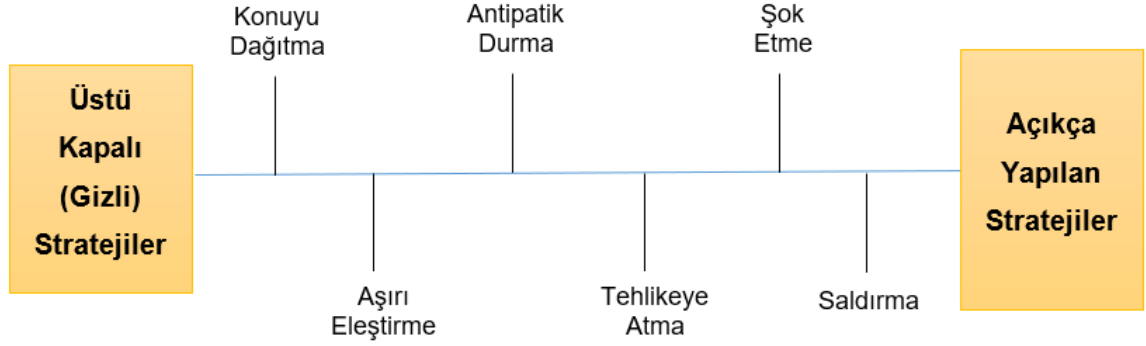 Konuyu
Dağıtma
Antipatik
Durma
Şok
Etme
Üstü
Kapalı
(Gizli)
Stratejiler
Açıkça
Yapılan
Stratejiler
Aşırı
Eleştirme
Tehlikeye
Atma
Saldırma